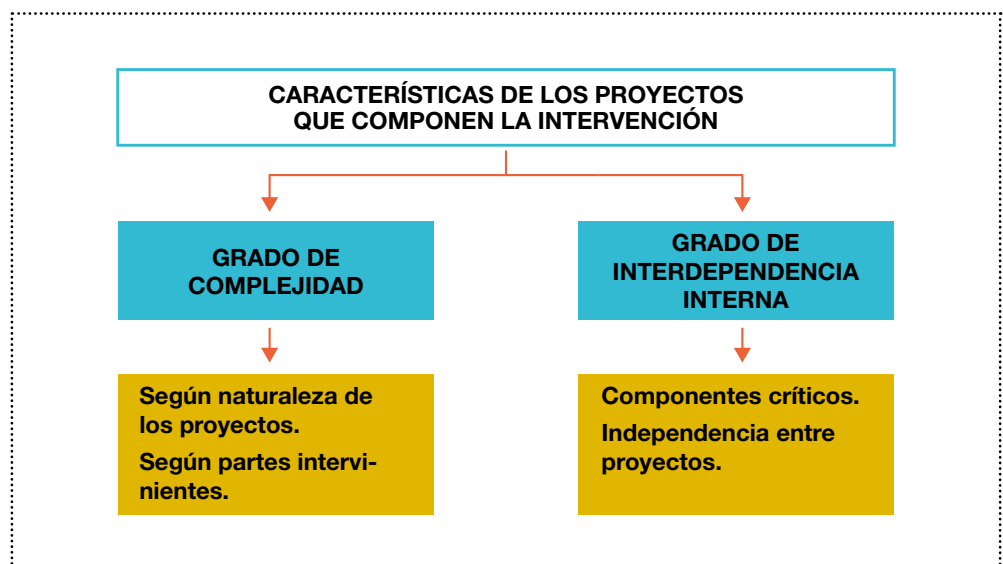 CARACTERÍSTICAS DE LOS PROYECTOS
QUE COMPONEN LA INTERVENCIÓN
GRADO DE
COMPLEJIDAD
GRADO DE
INTERDEPENDENCIA
INTERNA
Según naturaleza de
los proyectos.
Según partes intervi-
nientes.
Componentes críticos.
Independencia entre
proyectos.